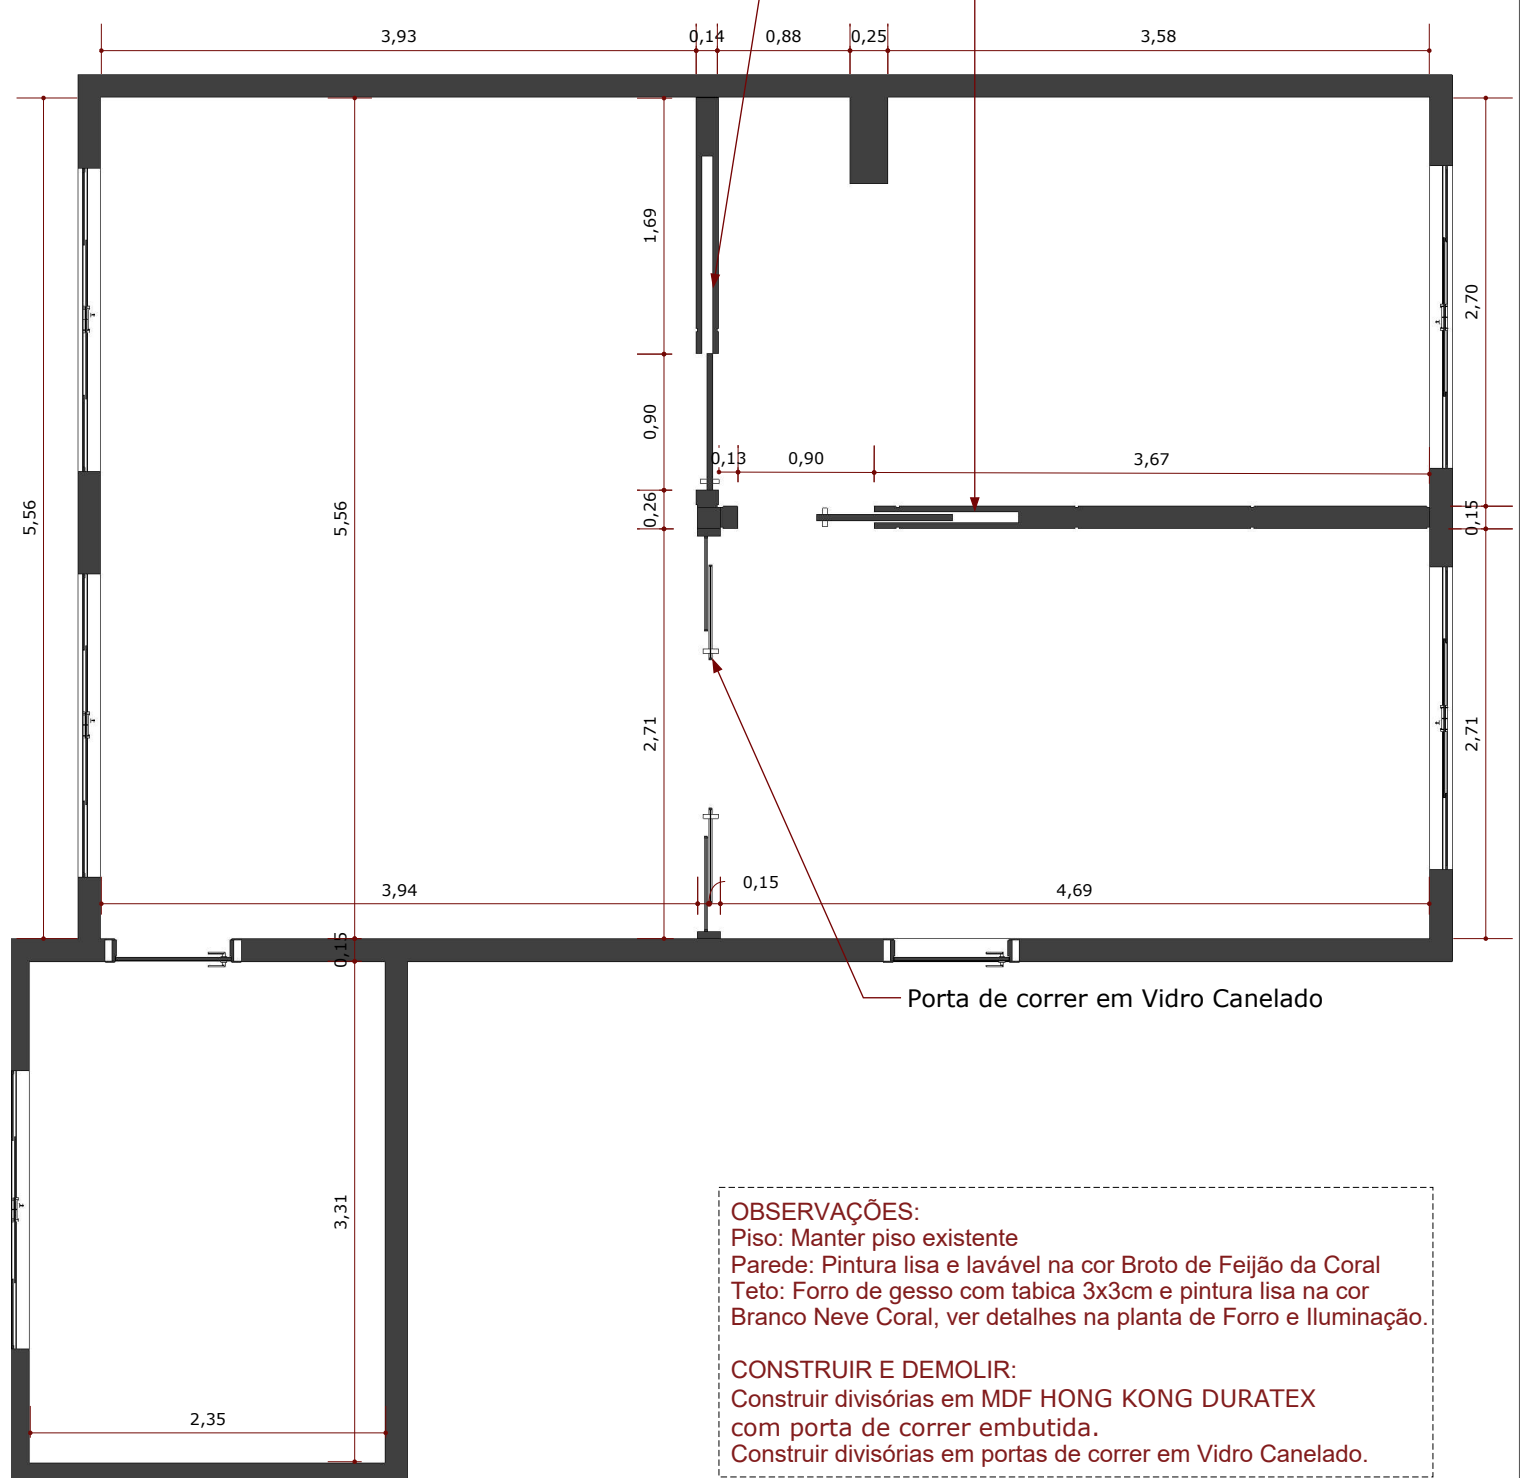 3,93
0,14
0,88
0,25
3,58
1,69
2,70
0,90
0,13
0,90
3,67
5,56
5,56
0,26
0,15
2,71
2,71
3,94
0,15
4,69
0,15
Porta de correr em Vidro Canelado
3,31
2,35
OBSERVAÇÕES:
Piso: Manter piso existente
Parede: Pintura lisa e lavável na cor Broto de Feijão da Coral
Teto: Forro de gesso com tabica 3x3cm e pintura lisa na cor
Branco Neve Coral, ver detalhes na planta de Forro e Iluminação.
CONSTRUIR E DEMOLIR:
Construir divisórias em MDF HONG KONG DURATEX
com porta de correr embutida.
Construir divisórias em portas de correr em Vidro Canelado.